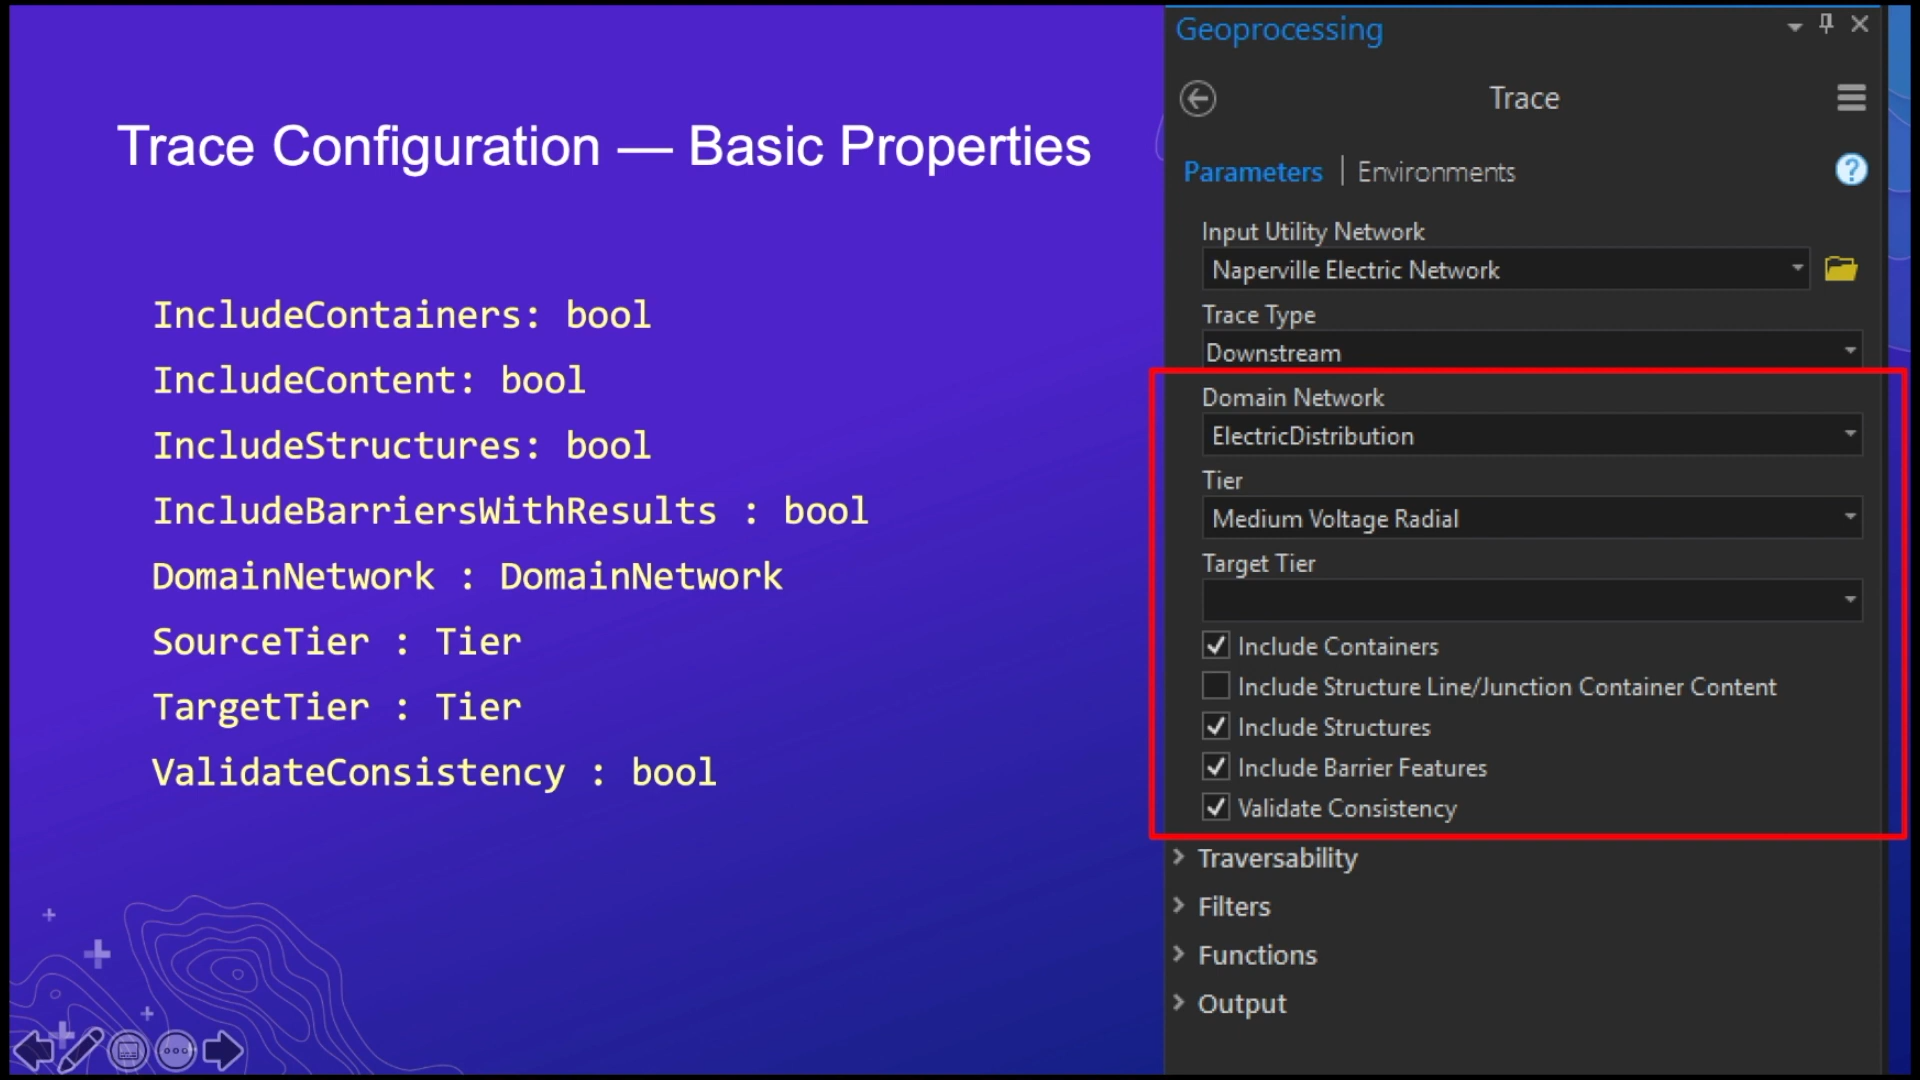 Trace Configuration — Basic Properties
IncludeContainers: bool
IncludeContent: bool
IncludeStructures: bool
IncludeBarriersWithResults : bool
DomainNetwork : DomainNetwork
SourceTier : Tier
TargetTier : Tier
ValidateConsistency : bool
Geoprocessing
Trace
Parameters | Environments
Input Utility Network
Naperville Electric Network
Trace Type
Downstream
Domain Network
ElectricDistribution
Tier
Medium Voltage Radial
Target Tier
Include Containers
Include Structure Line/Junction Container Content
Include Structures
Include Barrier Features
Validate Consistency
Traversability
Filters
Functions
Output